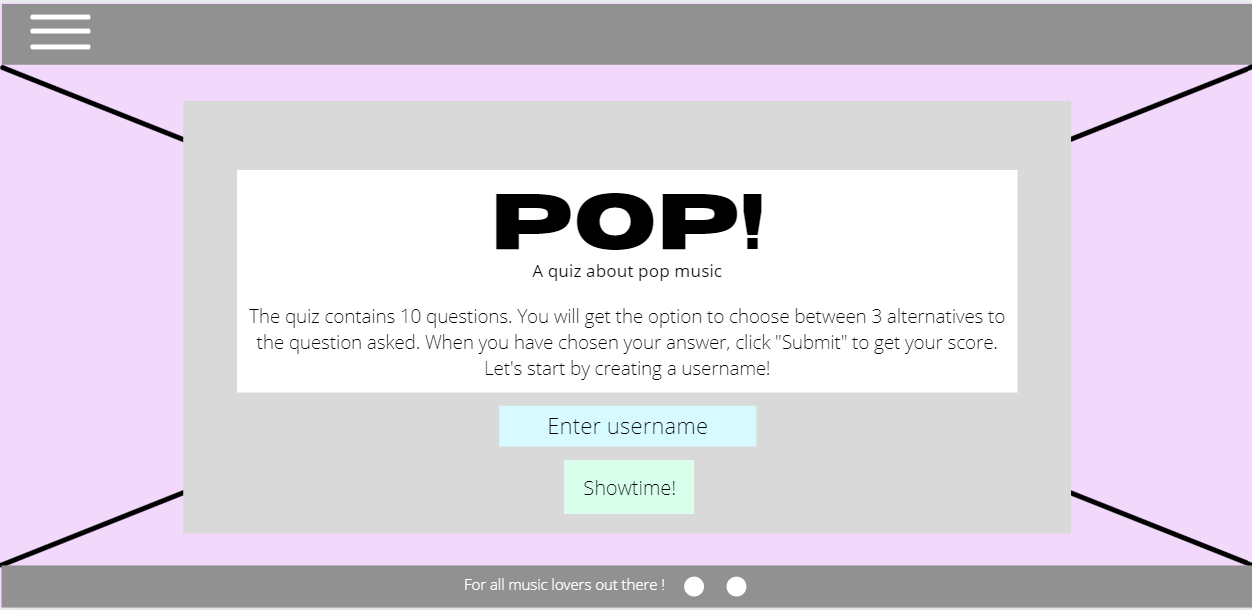 POP!
A quiz about pop music
The quiz contains 10 questions. You will get the option to choose between 3 alternatives to
the question asked. When you have chosen your answer, click "Submit" to get your score.
Let's start by creating a username!
Enter username
Showtime!
For all music lovers out there !